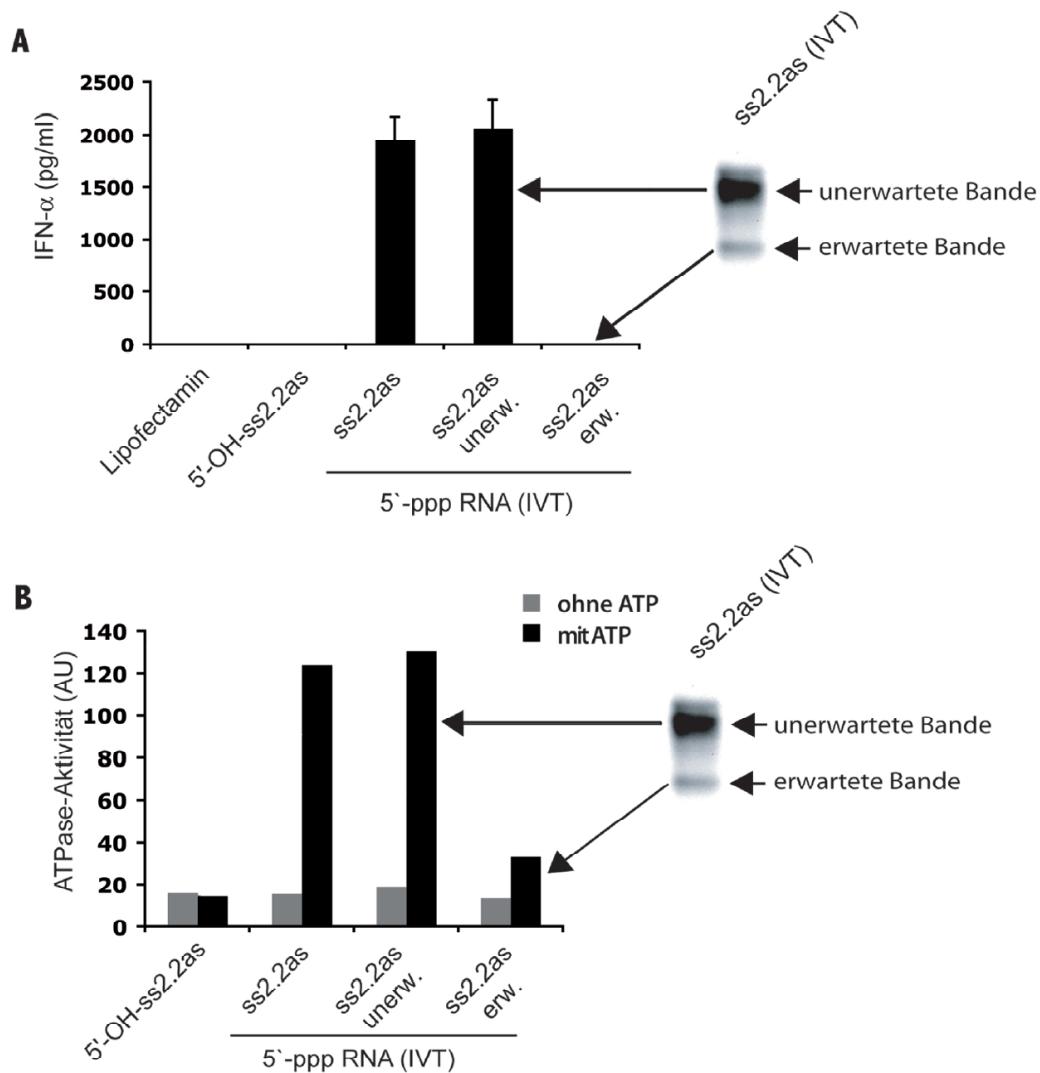 A
ss2.2as (IVT)
IFN-α (pg/ml)
2500
2000
1500
1000
500
0
unerwartete Bande
erwartete Bande
Lipofectamin
5'-OH-ss2.2as
ss2.2as
ss2.2as
unerw.
ss2.2as
erw.
5`-ppp RNA (IVT)
B
ss2.2as (IVT)
ohne ATP
mit ATP
ATPase-Aktivität (AU)
140
120
100
80
60
40
20
0
unerwartete Bande
erwartete Bande
5'-OH-ss2.2as
ss2.2as
ss2.2as
unerw.
ss2.2as
erw.
5`-ppp RNA (IVT)